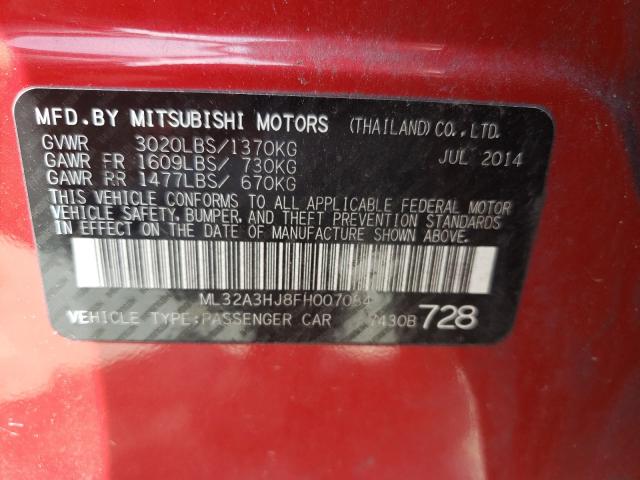 MFD. BY MITSUBISHI MOTORS (THAILAND) CO., LTD.
GVWR 3020LBS/1370KG JUL 2014
GAWR FR 1609LBS/ 730KG
GAWR RR 1477LBS/ 670KG
THIS VEHICLE CONFORMS TO ALL APPLICABLE FEDERAL MOTOR
VEHICLE SAFETY, BUMPER, AND THEFT PREVENTION STANDARDS
IN EFFECT ON THE DATE OF MANUFACTURE SHOWN ABOVE.
ML32A3HJ8FH007084
VEHICLE TYPE:PASSENGER CAR 7430B 728